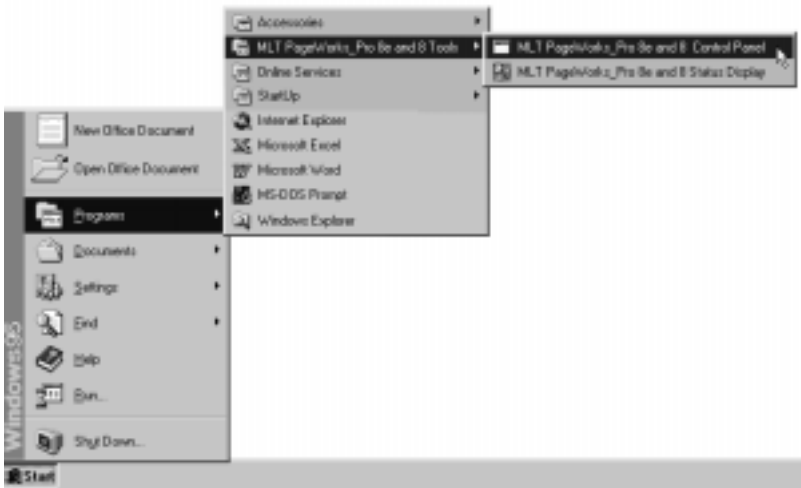 Accessories
MLT PageWorks_Pro 8e and 8 Tools
Online Services
StartUp
Internet Explorer
Microsoft Excel
Microsoft Word
MS-DOS Prompt
Windows Explorer
MLT PageWorks_Pro 8e and 8 Control Panel
MLT PageWorks_Pro 8e and 8 Status Display
New Office Document
Open Office Document
Programs
Documents
Settings
Find
Help
Run...
Shut Down...
Windows95
Start